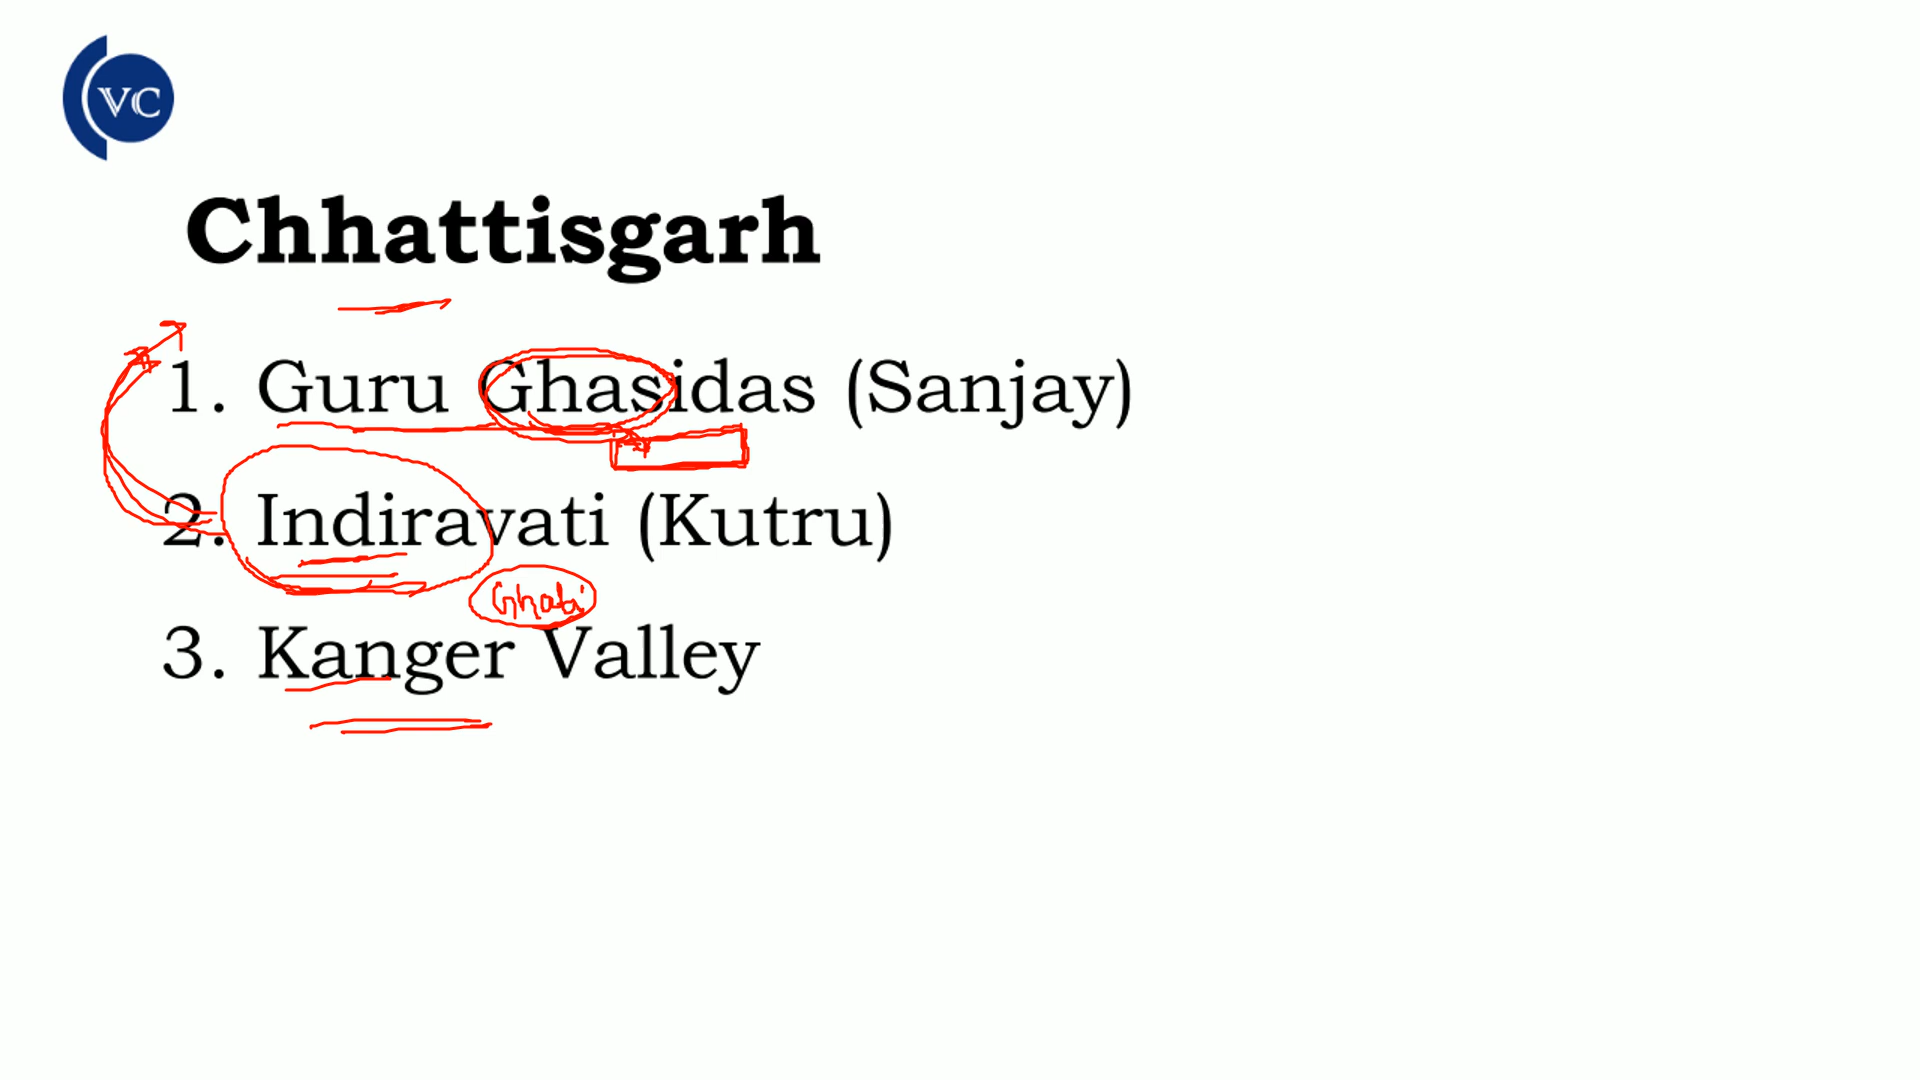 VC
Chhattisgarh
1. Guru Ghasidas (Sanjay)
2. Indiravati (Kutru)
Ghati
3. Kanger Valley